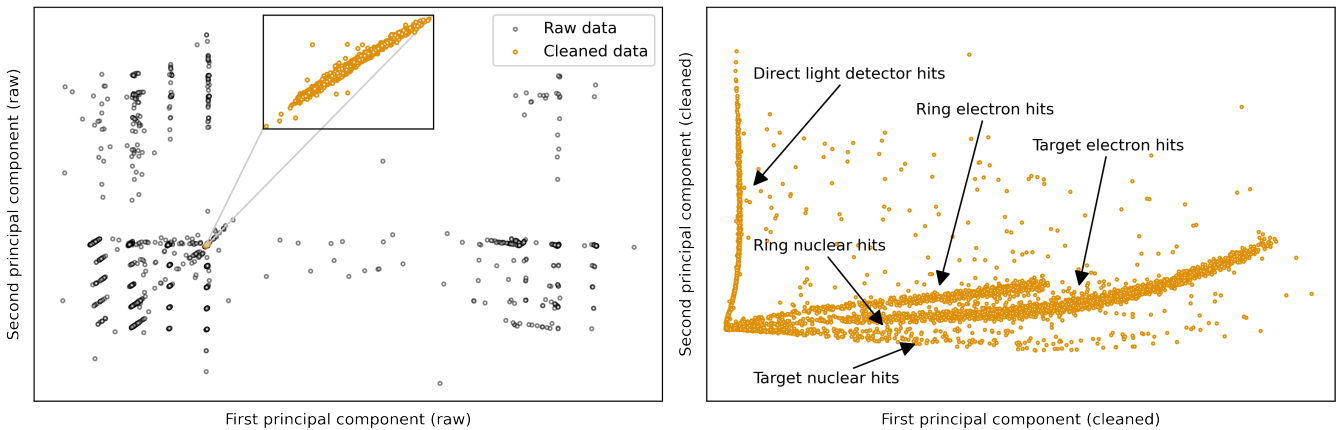 Second principal component (raw)
Raw data
Cleaned data
First principal component (raw)
Second principal component (cleaned)
Direct light detector hits
Ring electron hits
Target electron hits
Ring nuclear hits
Target nuclear hits
First principal component (cleaned)